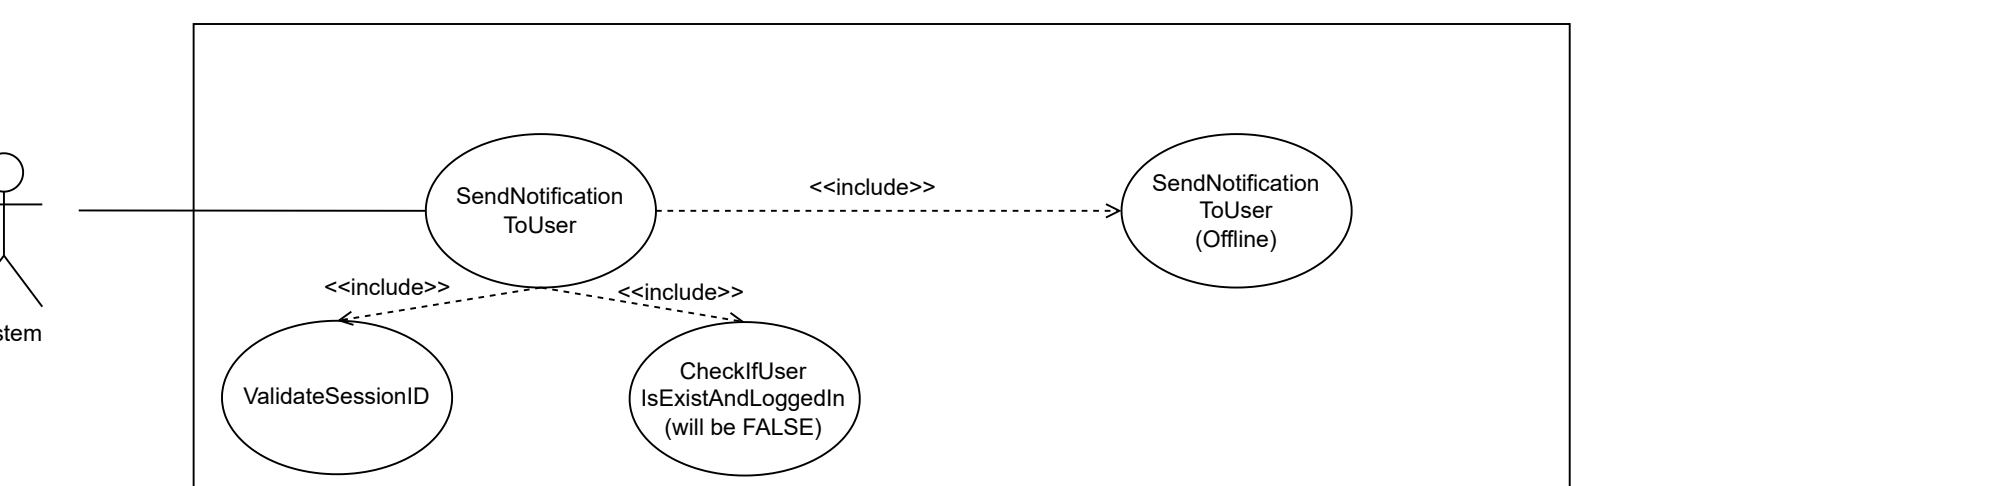 SendNotification
ToUser
<<include>>
SendNotification
ToUser
(Offline)
<<include>>
<<include>>
stem
ValidateSessionID
CheckIfUser
IsExistAndLoggedIn
(will be FALSE)